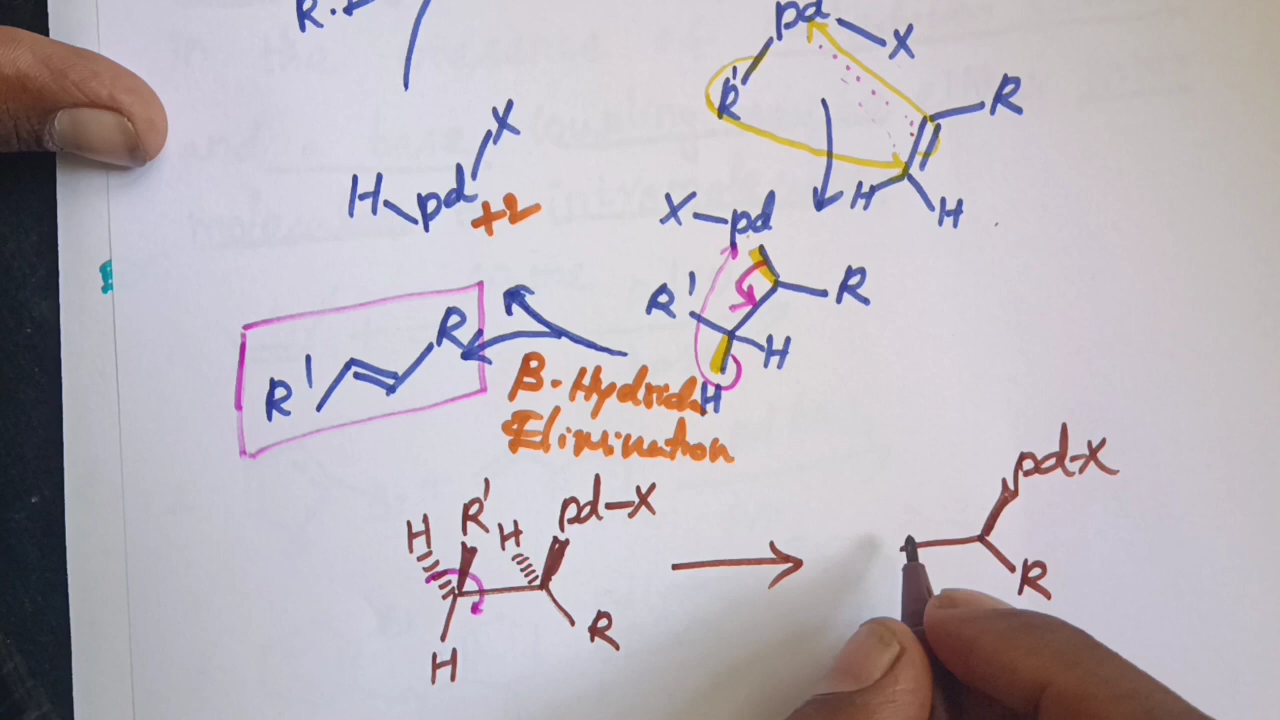 R.
pd
X
R'
R
H
H
X
H
pd
+2
X-pd
R'
R
H
H
R'
R
β-Hydride
Elimination
H
R'
H
pd-X
R
H
pd-X
R